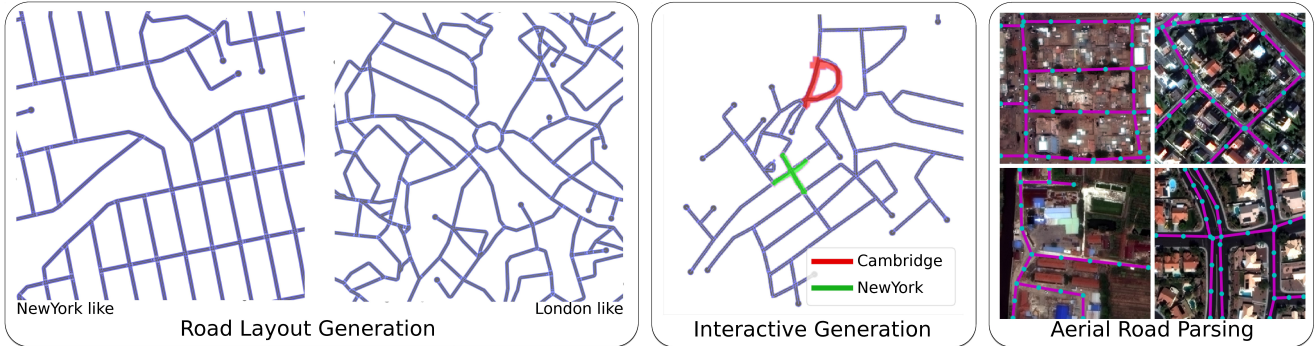 NewYork like
London like
Road Layout Generation
Cambridge
NewYork
Interactive Generation
Aerial Road Parsing